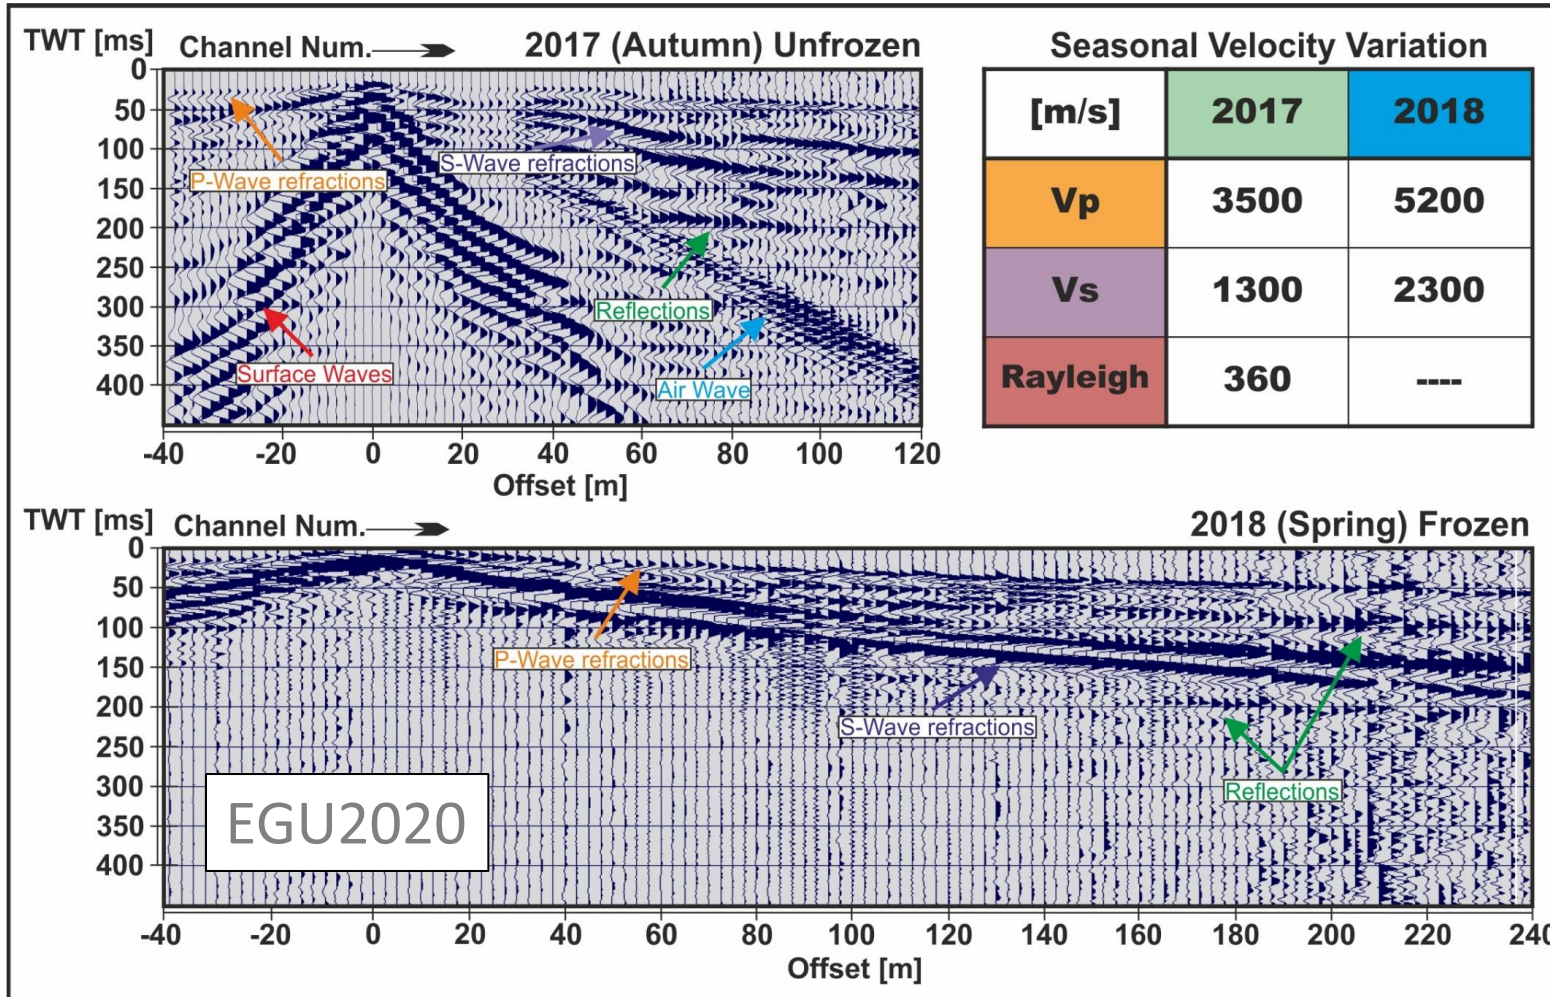 TWT [ms] Channel Num. 2017 (Autumn) Unfrozen
0
50
100
150
200
250
300
350
400
P-Wave refractions
S-Wave refractions
Reflections
Surface Waves
Air Wave
-40 -20 0 20 40 60 80 100 120
Offset [m]
Seasonal Velocity Variation
[m/s] 2017 2018
Vp 3500 5200
Vs 1300 2300
Rayleigh 360 ----
TWT [ms] Channel Num. 2018 (Spring) Frozen
0
50
100
150
200
250
300
350
400
P-Wave refractions
S-Wave refractions
Reflections
EGU2020
-40 -20 0 20 40 60 80 100 120 140 160 180 200 220 240
Offset [m]